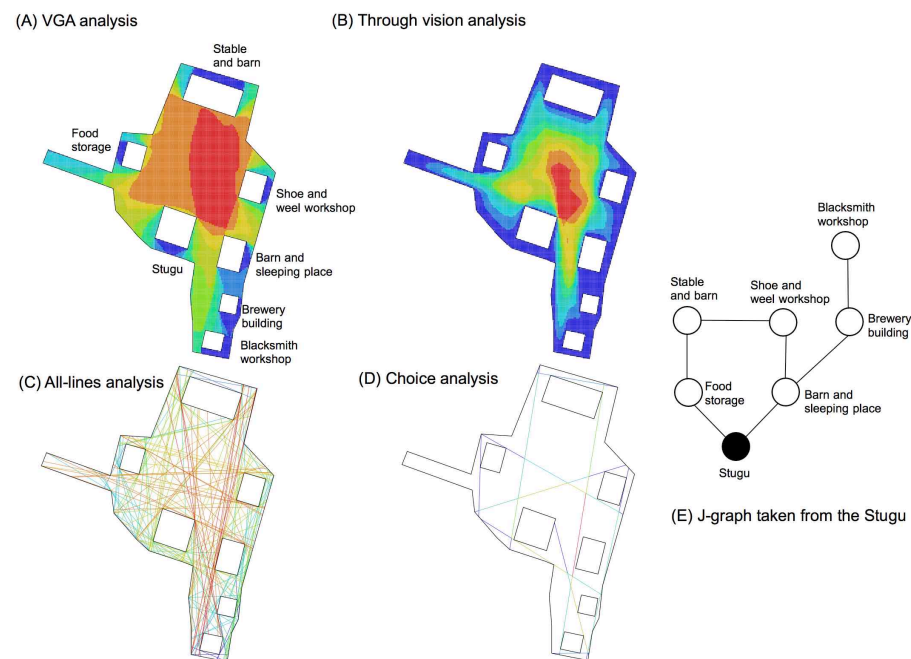 (A) VGA analysis
(B) Through vision analysis
Stable
and barn
Food
storage
Shoe and
weel workshop
Stugu
Barn and
sleeping place
Brewery
building
Blacksmith
workshop
(C) All-lines analysis
(D) Choice analysis
Blacksmith
workshop
Stable
and barn
Shoe and
weel workshop
Brewery
building
Food
storage
Barn and
sleeping place
Stugu
(E) J-graph taken from the Stugu